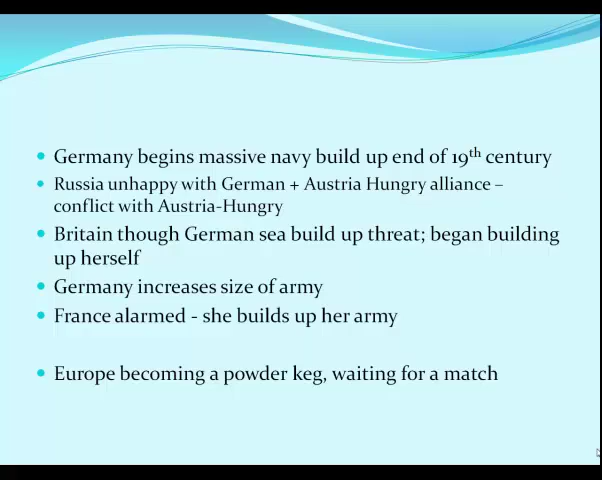 • Germany begins massive navy build up end of 19th century
• Russia unhappy with German + Austria Hungry alliance –
conflict with Austria-Hungry
• Britain though German sea build up threat; began building
up herself
• Germany increases size of army
• France alarmed - she builds up her army
• Europe becoming a powder keg, waiting for a match